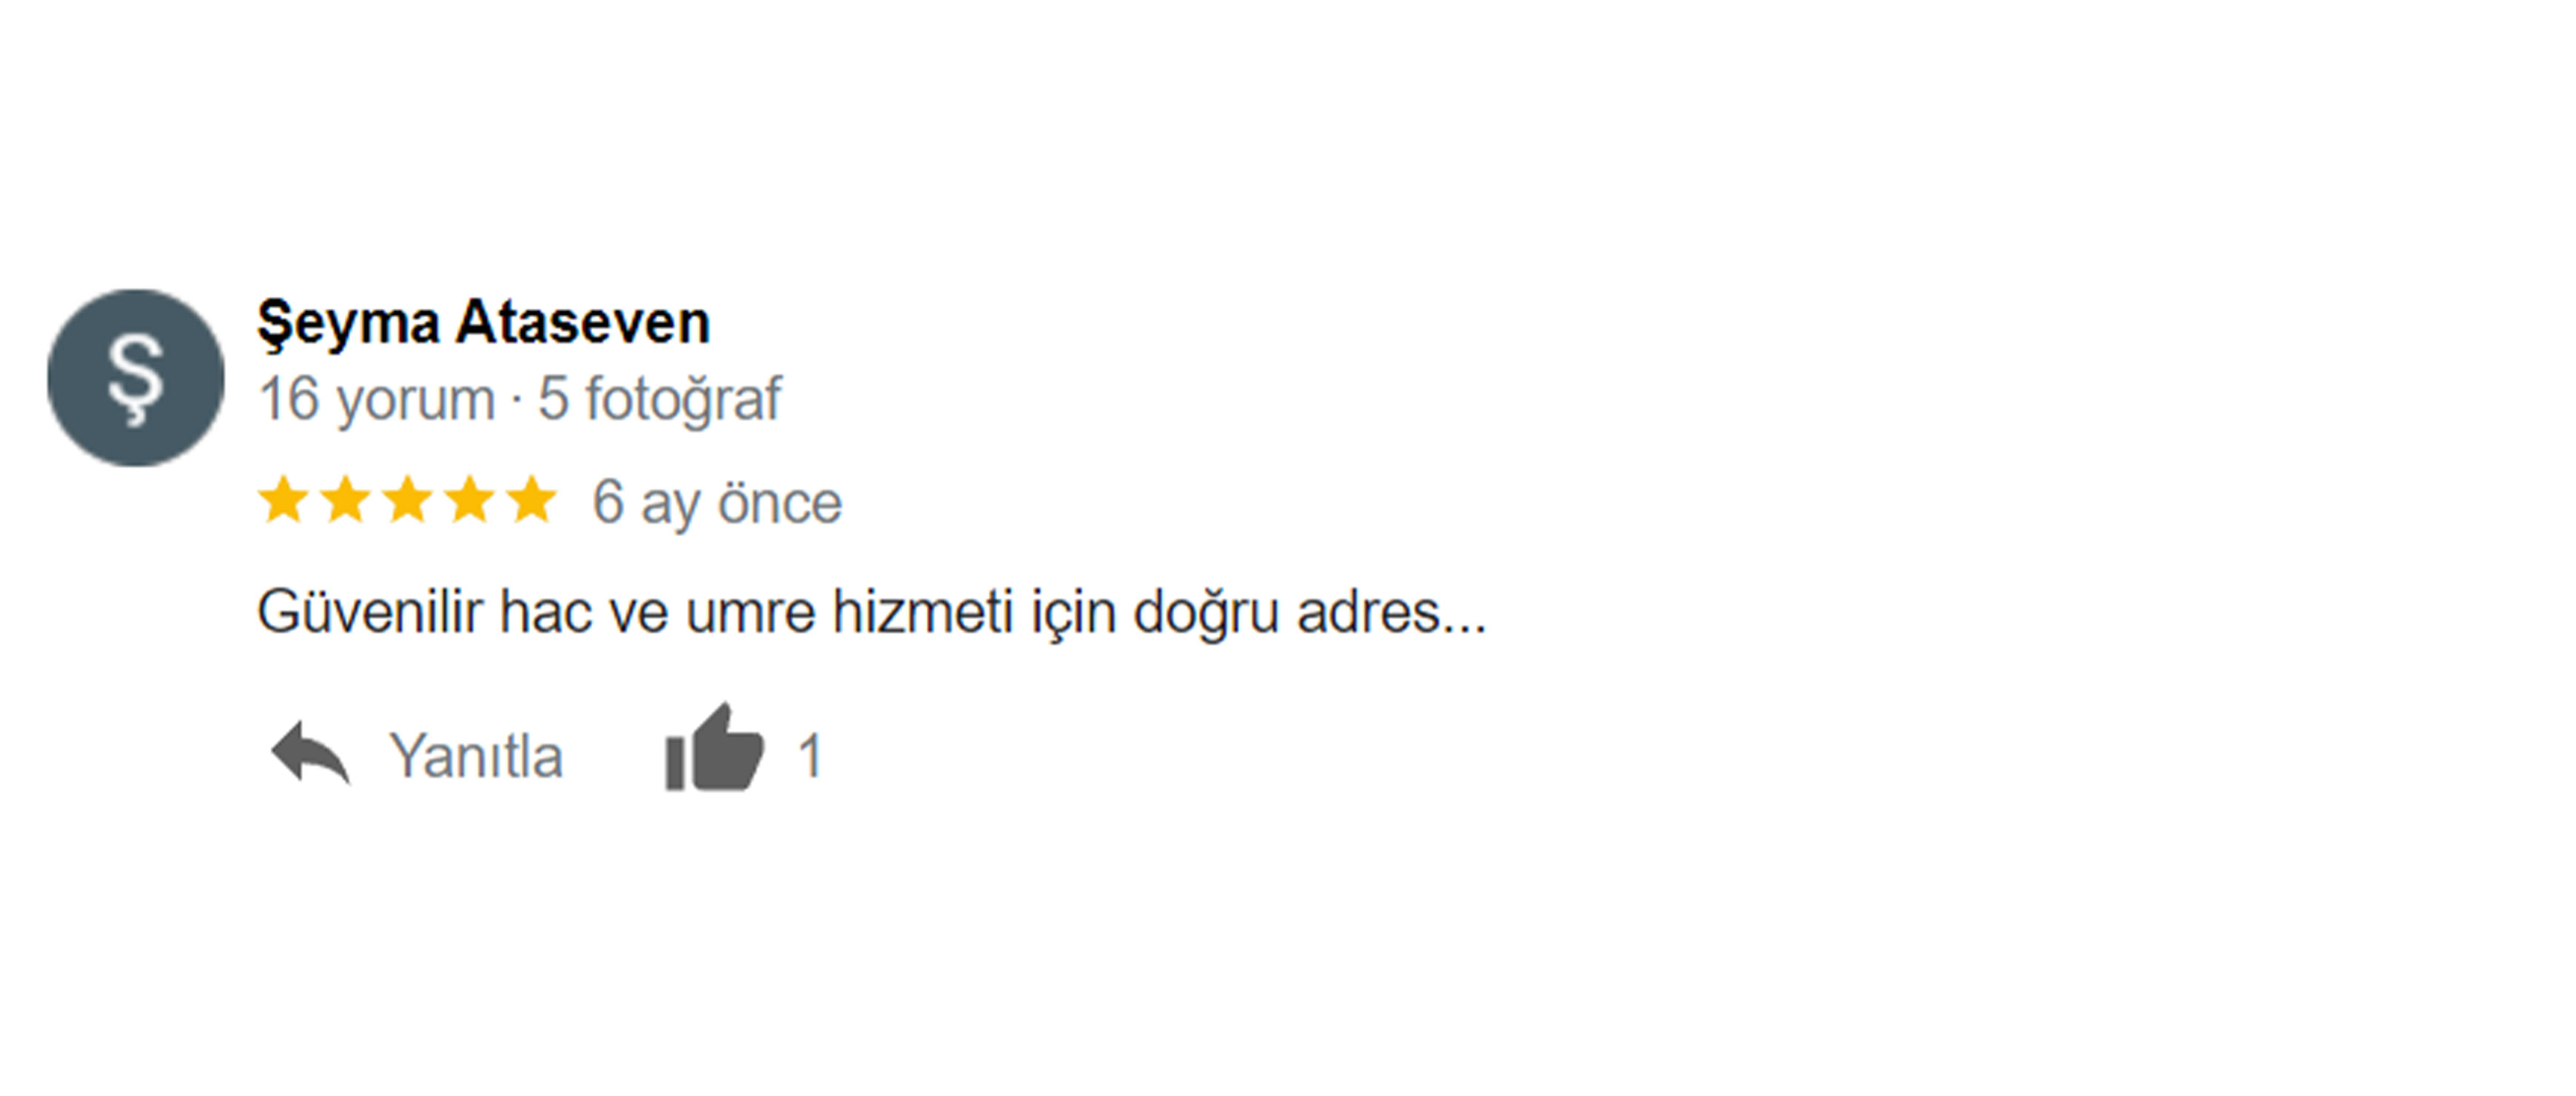 Ş
Şeyma Ataseven
16 yorum · 5 fotoğraf
6 ay önce
Güvenilir hac ve umre hizmeti için doğru adres...
Yanıtla 1